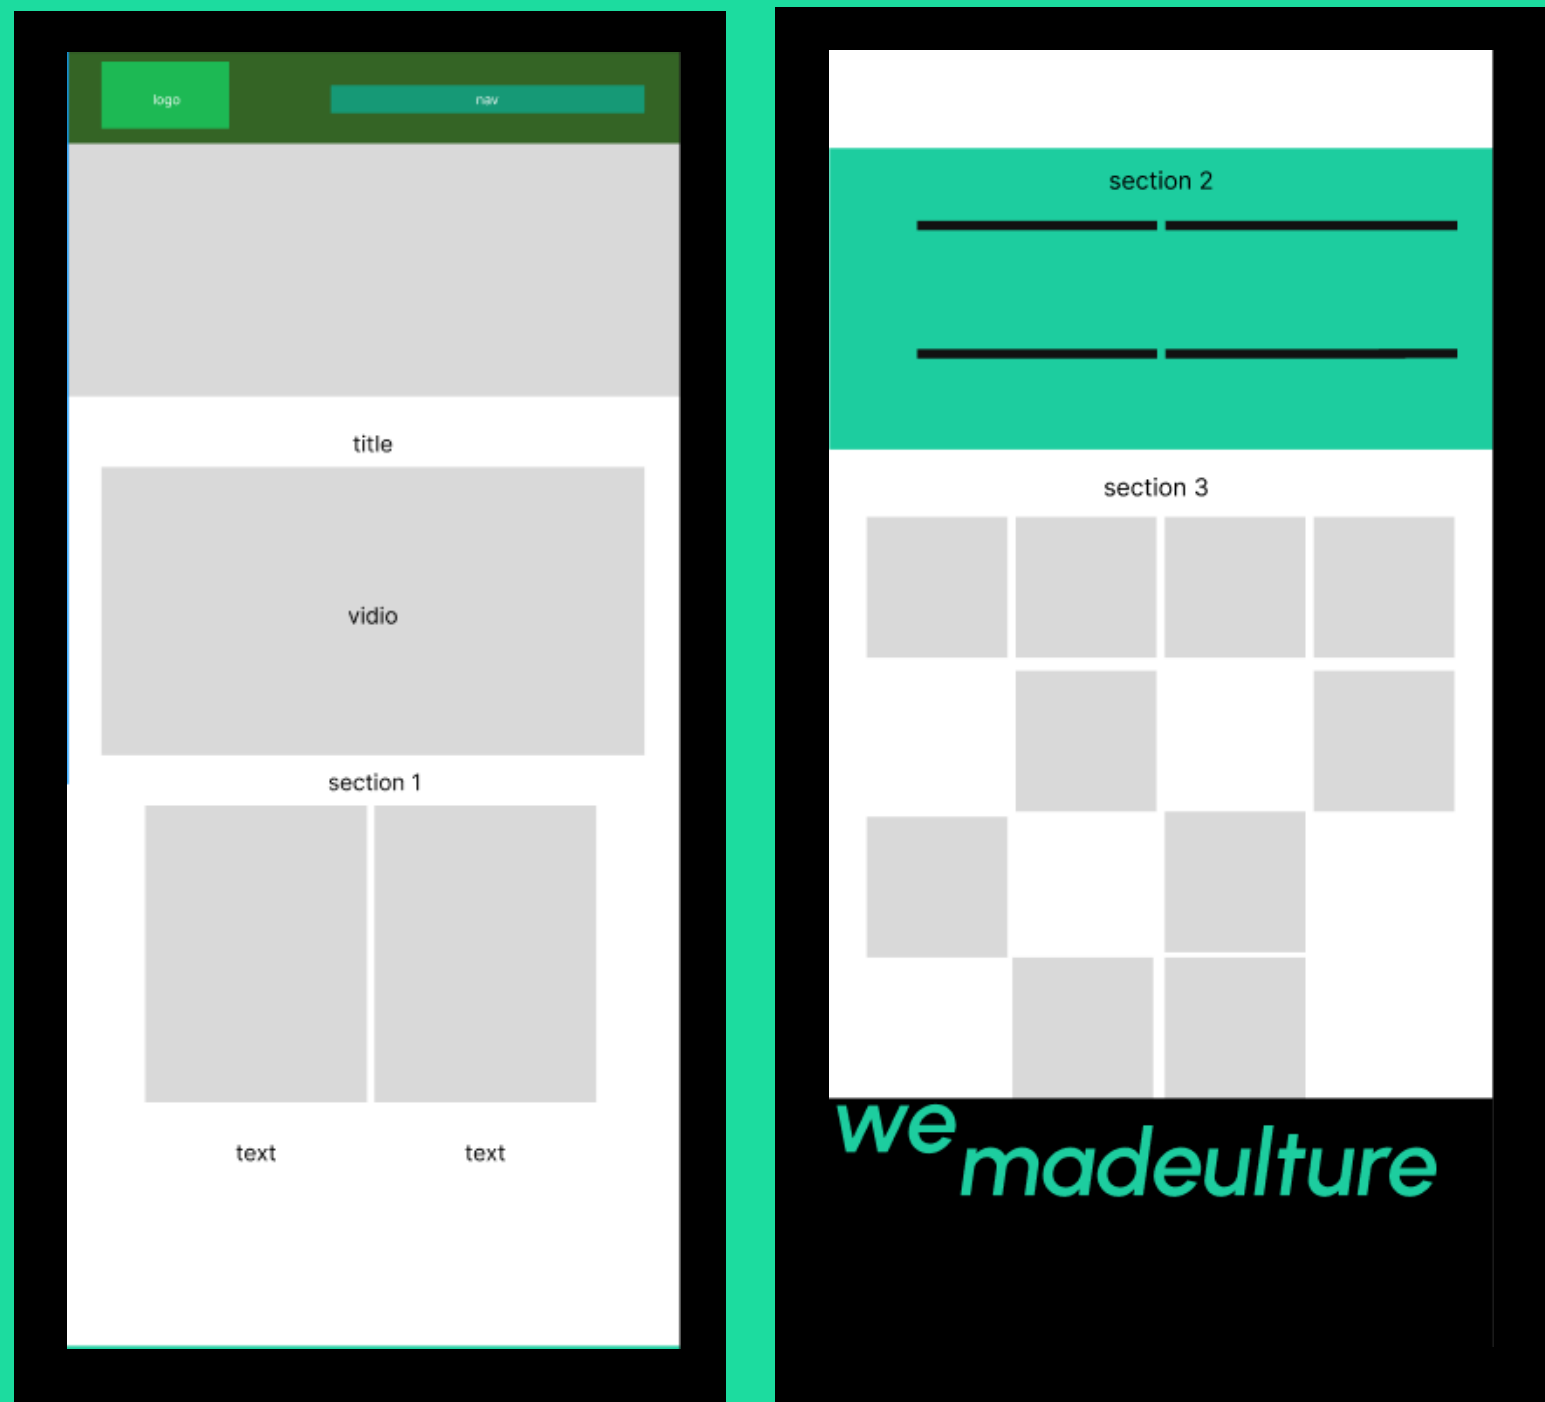 logo
nav
title
vidio
section 1
text
text
section 2
section 3
we
madeulture